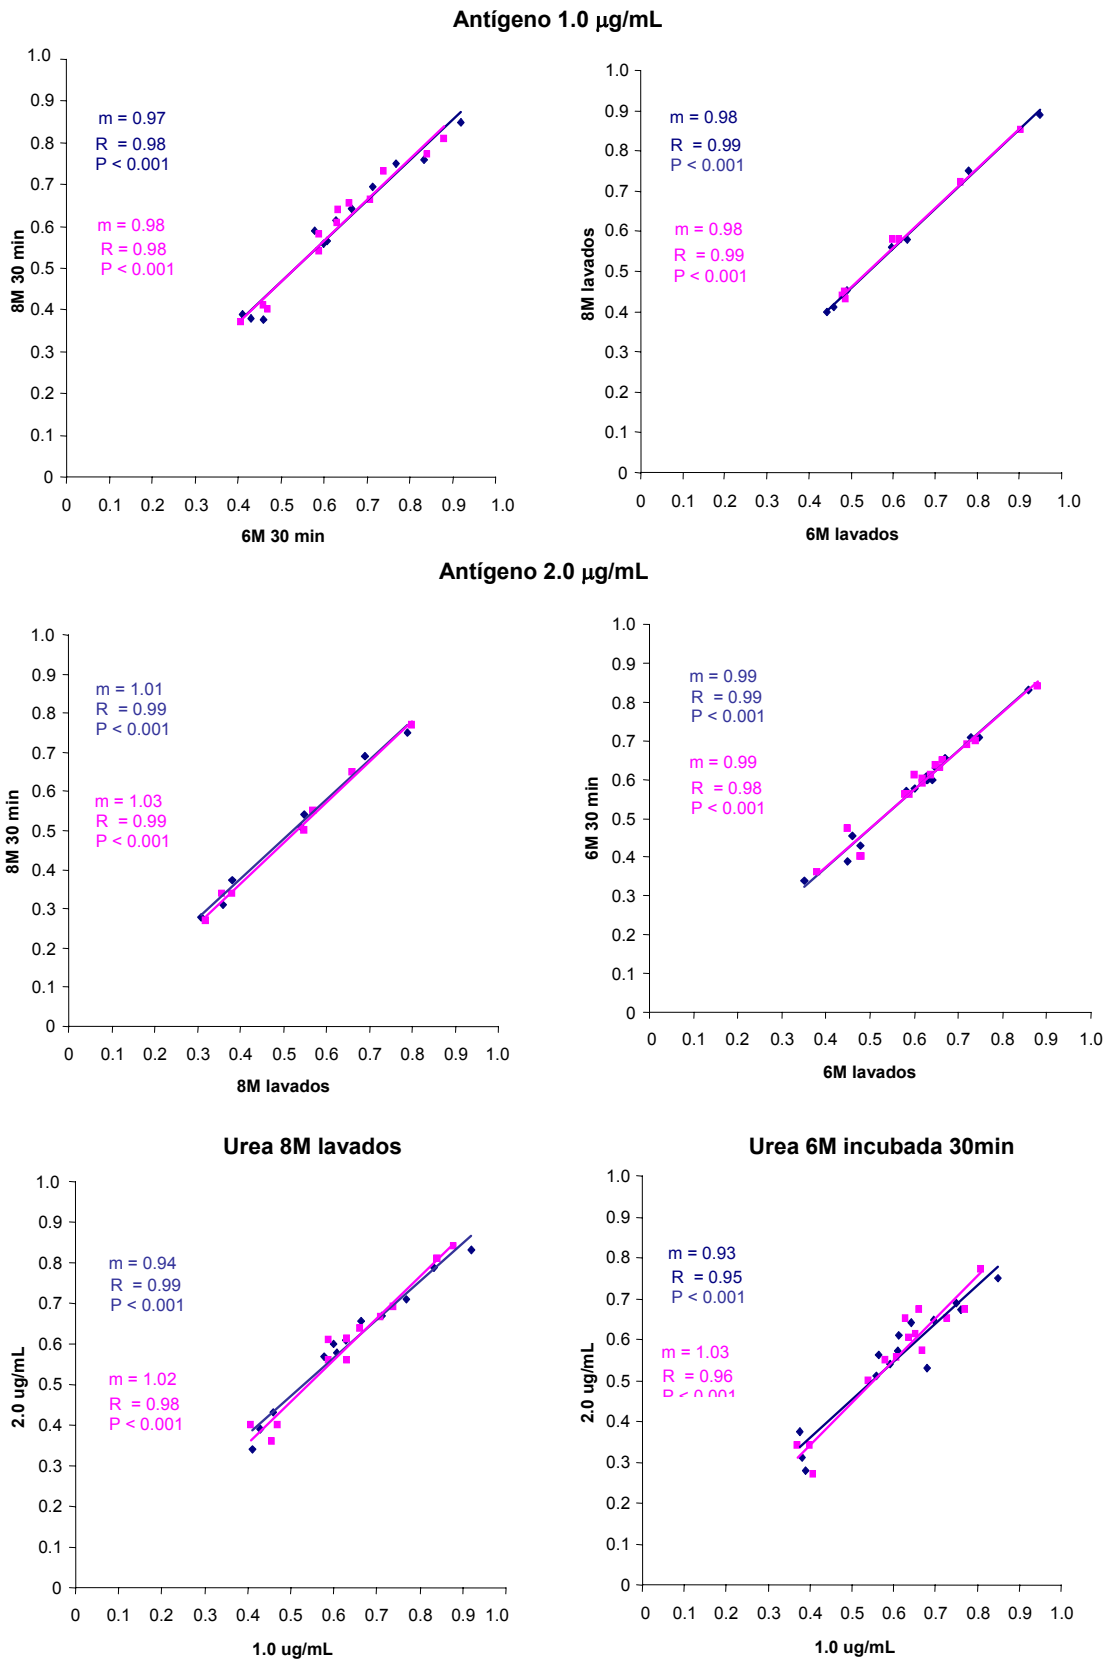 Antígeno 1.0 µg/mL
1.0
0.9
0.8
0.7
0.6
0.5
0.4
0.3
0.2
0.1
0
8M 30 min
m = 0.97
R = 0.98
P < 0.001
m = 0.98
R = 0.98
P < 0.001
0 0.1 0.2 0.3 0.4 0.5 0.6 0.7 0.8 0.9 1.0
6M 30 min
1.0
0.9
0.8
0.7
0.6
0.5
0.4
0.3
0.2
0.1
0
8M lavados
m = 0.98
R = 0.99
P < 0.001
m = 0.98
R = 0.99
P < 0.001
0 0.1 0.2 0.3 0.4 0.5 0.6 0.7 0.8 0.9 1.0
6M lavados
Antígeno 2.0 µg/mL
1.0
0.9
0.8
0.7
0.6
0.5
0.4
0.3
0.2
0.1
0
8M 30 min
m = 1.01
R = 0.99
P < 0.001
m = 1.03
R = 0.99
P < 0.001
0 0.1 0.2 0.3 0.4 0.5 0.6 0.7 0.8 0.9 1.0
8M lavados
1.0
0.9
0.8
0.7
0.6
0.5
0.4
0.3
0.2
0.1
0
6M 30 min
m = 0.99
R = 0.99
P < 0.001
m = 0.99
R = 0.98
P < 0.001
0 0.1 0.2 0.3 0.4 0.5 0.6 0.7 0.8 0.9 1.0
6M lavados
Urea 8M lavados
1.0
0.9
0.8
0.7
0.6
0.5
0.4
0.3
0.2
0.1
0
2.0 ug/mL
m = 0.94
R = 0.99
P < 0.001
m = 1.02
R = 0.98
P < 0.001
0 0.1 0.2 0.3 0.4 0.5 0.6 0.7 0.8 0.9 1.0
1.0 ug/mL
Urea 6M incubada 30min
1.0
0.9
0.8
0.7
0.6
0.5
0.4
0.3
0.2
0.1
0
2.0 ug/mL
m = 0.93
R = 0.95
P < 0.001
m = 1.03
R = 0.96
P < 0.001
0 0.1 0.2 0.3 0.4 0.5 0.6 0.7 0.8 0.9 1.0
1.0 ug/mL